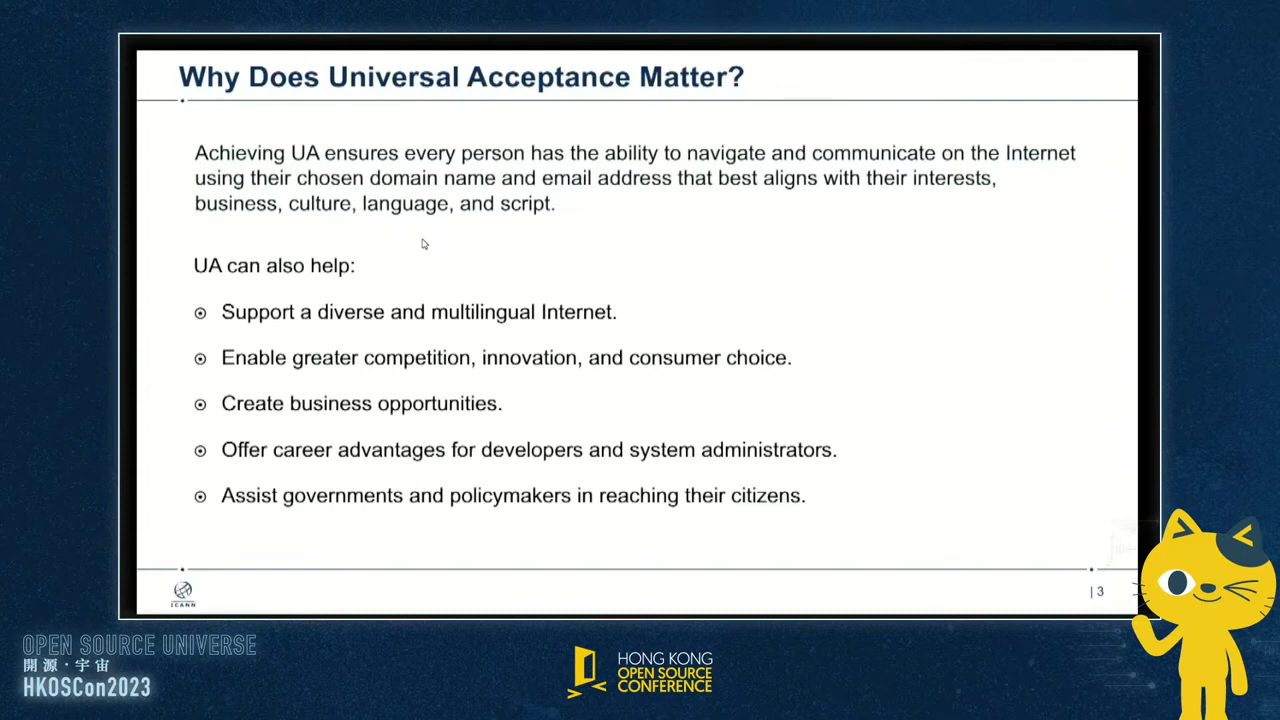 Why Does Universal Acceptance Matter?
Achieving UA ensures every person has the ability to navigate and communicate on the Internet
using their chosen domain name and email address that best aligns with their interests,
business, culture, language, and script.
UA can also help:
Support a diverse and multilingual Internet.
Enable greater competition, innovation, and consumer choice.
Create business opportunities.
Offer career advantages for developers and system administrators.
Assist governments and policymakers in reaching their citizens.
ICANN
| 3
OPEN SOURCE UNIVERSE
開源・宇宙
HKOSCon2023
HONG KONG
OPEN SOURCE
CONFERENCE